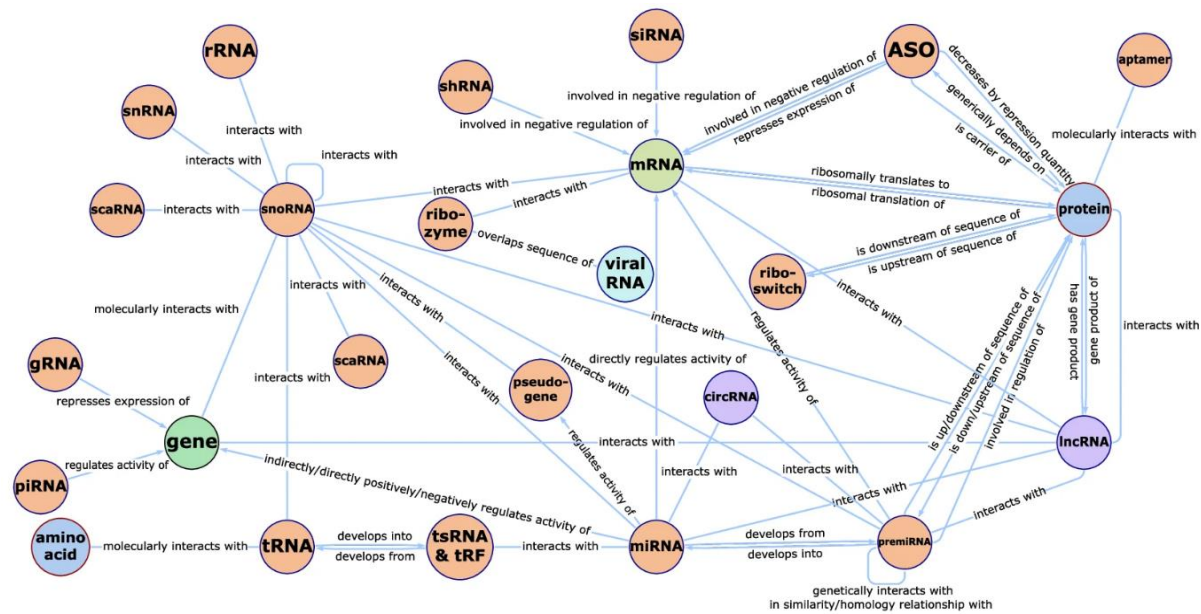 siRNA
rRNA
ASO
aptamer
shRNA
snRNA
involved in negative regulation of
involved in negative regulation of
involved in negative regulation of
represses expression of
decreases by repression quantity
generically depends on
is carrier of
molecularly interacts with
interacts with
interacts with
interacts with
mRNA
ribosomally translates to
ribosomal translation of
scaRNA
interacts with
snoRNA
interacts with
interacts with
ribo-
zyme
protein
overlaps sequence of
is downstream of sequence of
is upstream of sequence of
viral
RNA
ribo-
switch
molecularly interacts with
interacts with
interacts with
interacts with
interacts with
interacts with
has gene product
gene product of
interacts with
gRNA
scaRNA
directly regulates activity of
regulates activity of
interacts with
interacts with
interacts with
pseudo-
gene
circRNA
is up/downstream of sequence of
is down/upstream of sequence of
involved in regulation of
represses expression of
gene
interacts with
lncRNA
regulates activity of
piRNA
indirectly/directly positively/negatively regulates activity of
regulates activity of
interacts with
interacts with
interacts with
interacts with
amino
acid
molecularly interacts with
tRNA
develops into
develops from
tsRNA
& tRF
interacts with
miRNA
develops from
develops into
premiRNA
genetically interacts with
in similarity/homology relationship with